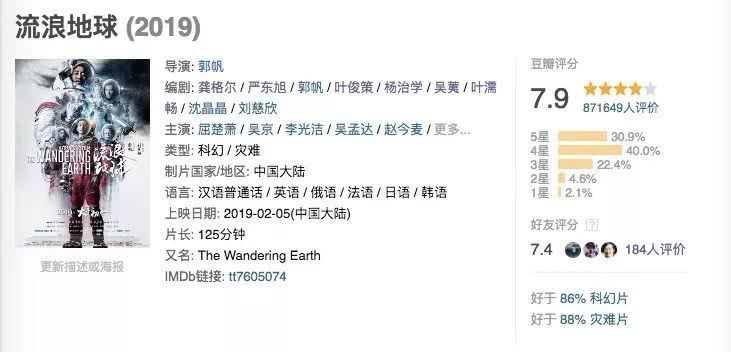 流浪地球 (2019)
THE WANDERING EARTH
流浪地球
2019
更新描述或海报
导演: 郭帆
编剧: 龚格尔 / 严东旭 / 郭帆 / 叶俊策 / 杨治学 / 吴荑 / 叶濡
畅 / 沈晶晶 / 刘慈欣
主演: 屈楚萧 / 吴京 / 李光洁 / 吴孟达 / 赵今麦 / 更多...
类型: 科幻 / 灾难
制片国家/地区: 中国大陆
语言: 汉语普通话 / 英语 / 俄语 / 法语 / 日语 / 韩语
上映日期: 2019-02-05(中国大陆)
片长: 125分钟
又名: The Wandering Earth
IMDb链接: tt7605074
豆瓣评分
7.9
871649人评价
5星 30.9%
4星 40.0%
3星 22.4%
2星 4.6%
1星 2.1%
好友评分 ?
7.4 184人评价
好于 86% 科幻片
好于 88% 灾难片